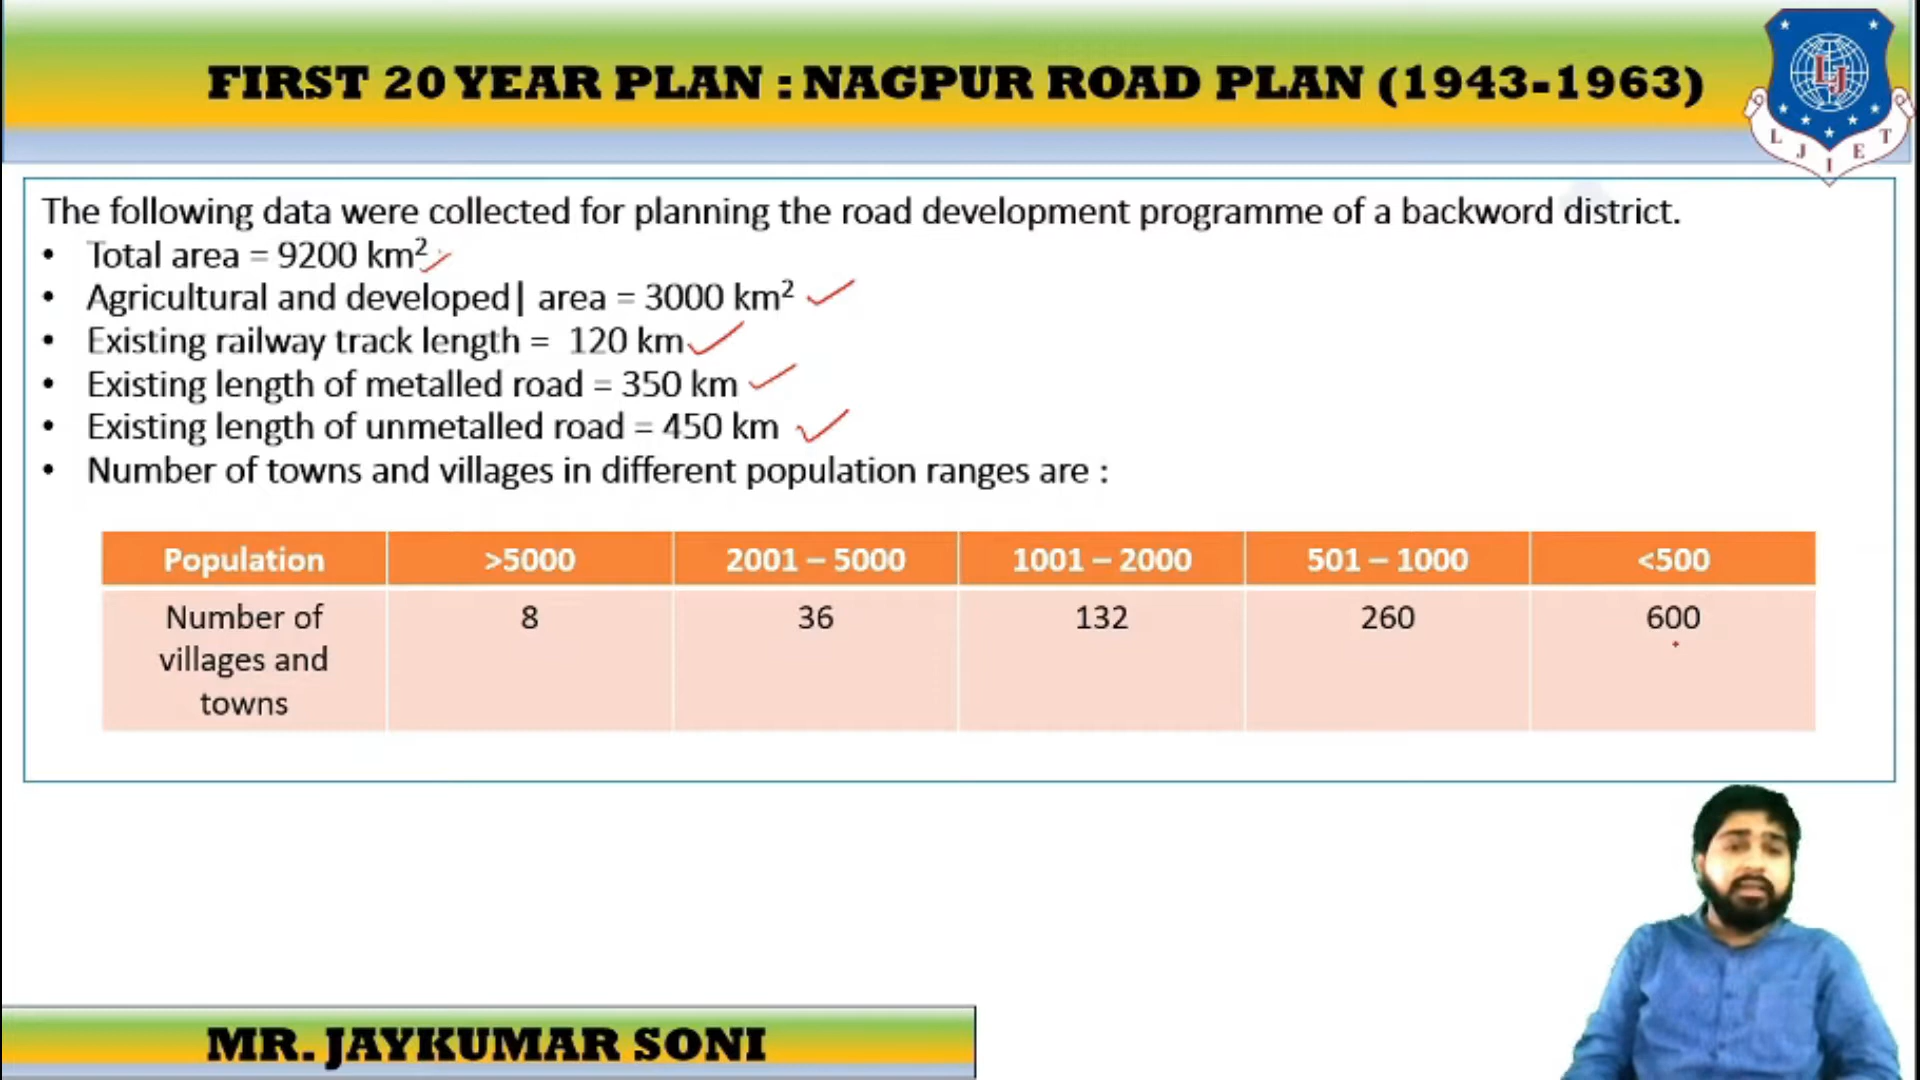 FIRST 20 YEAR PLAN : NAGPUR ROAD PLAN (1943-1963)
LJ
L J I E T
The following data were collected for planning the road development programme of a backword district.
• Total area = 9200 km²
• Agricultural and developed| area = 3000 km²
• Existing railway track length = 120 km
• Existing length of metalled road = 350 km
• Existing length of unmetalled road = 450 km
• Number of towns and villages in different population ranges are :
Population >5000 2001 – 5000 1001 – 2000 501 – 1000 <500
Number of villages and towns 8 36 132 260 600
MR. JAYKUMAR SONI